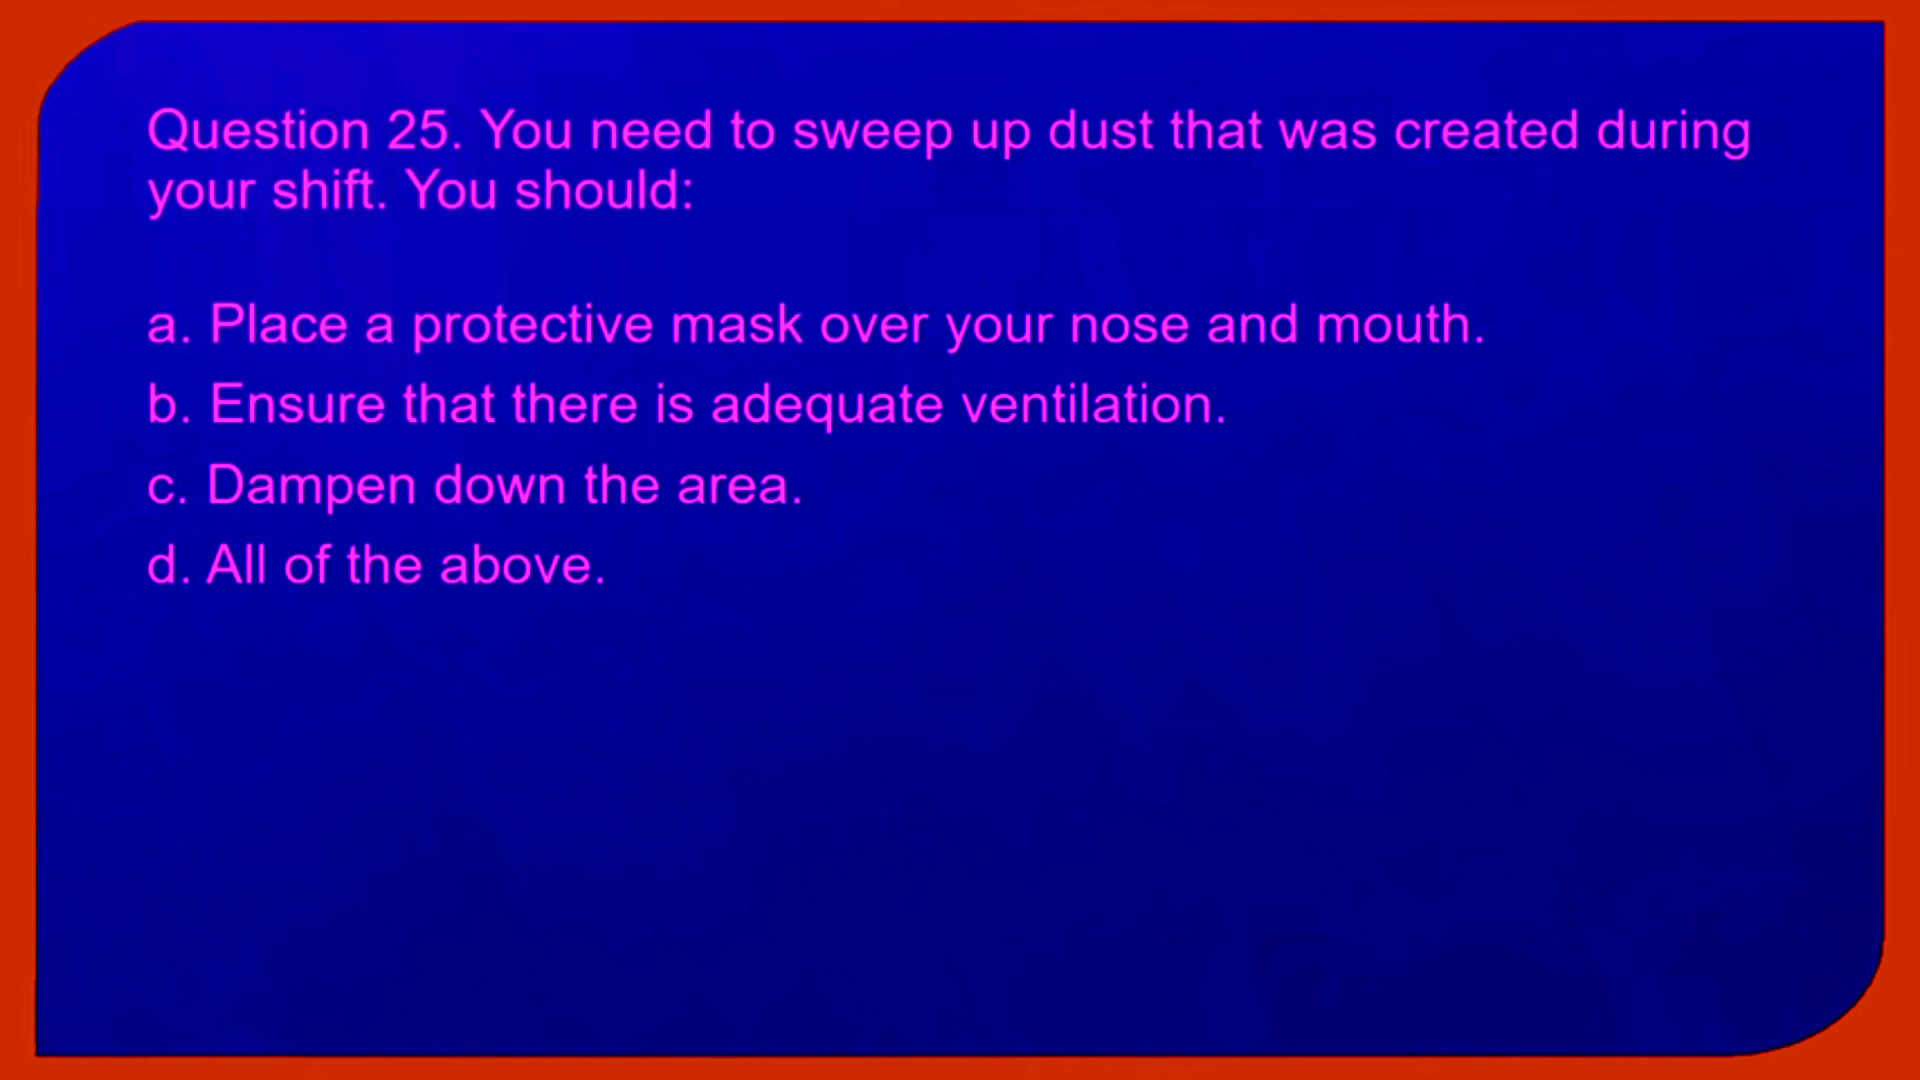 Question 25. You need to sweep up dust that was created during
your shift. You should:
a. Place a protective mask over your nose and mouth.
b. Ensure that there is adequate ventilation.
c. Dampen down the area.
d. All of the above.